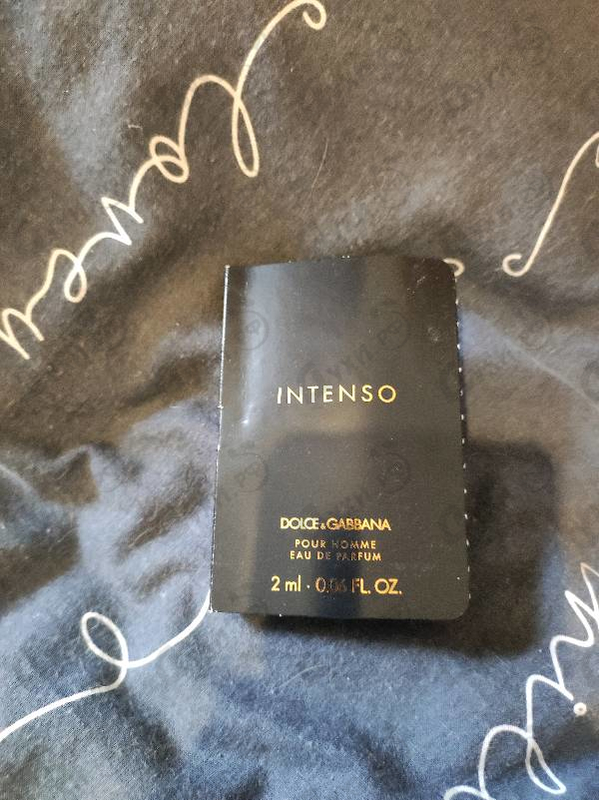 INTENSO
DOLCE & GABBANA
POUR HOMME
EAU DE PARFUM
2 ml · 0.06 FL. OZ.